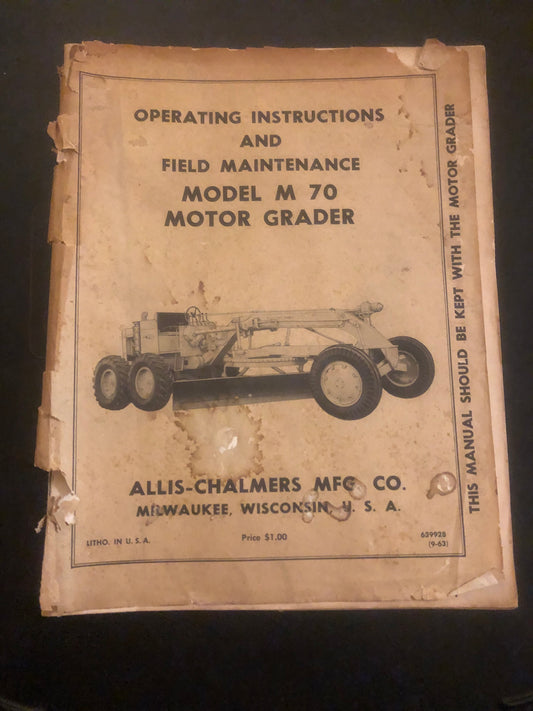 OPERATING INSTRUCTIONS
AND
FIELD MAINTENANCE
MODEL M 70
MOTOR GRADER
ALLIS-CHALMERS MFG. CO.
MILWAUKEE, WISCONSIN, U. S. A.
LITHO. IN U. S. A.
Price $1.00
639928
(9-63)
THIS MANUAL SHOULD BE KEPT WITH THE MOTOR GRADER